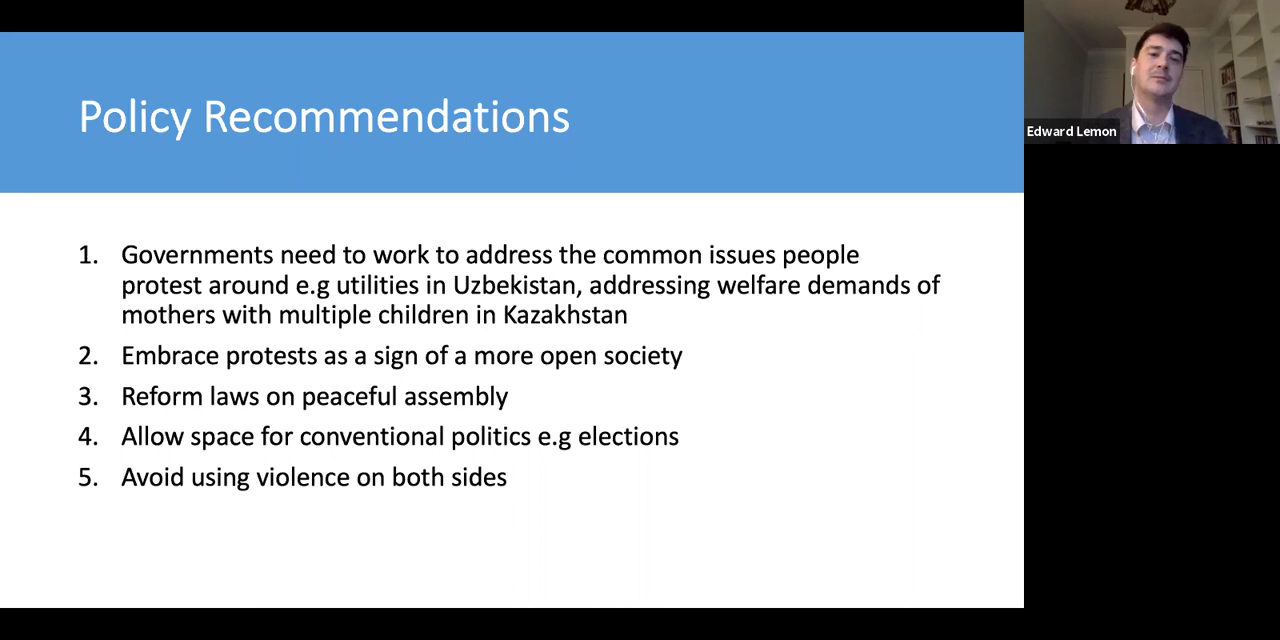 Policy Recommendations
1. Governments need to work to address the common issues people
protest around e.g utilities in Uzbekistan, addressing welfare demands of
mothers with multiple children in Kazakhstan
2. Embrace protests as a sign of a more open society
3. Reform laws on peaceful assembly
4. Allow space for conventional politics e.g elections
5. Avoid using violence on both sides
Edward Lemon